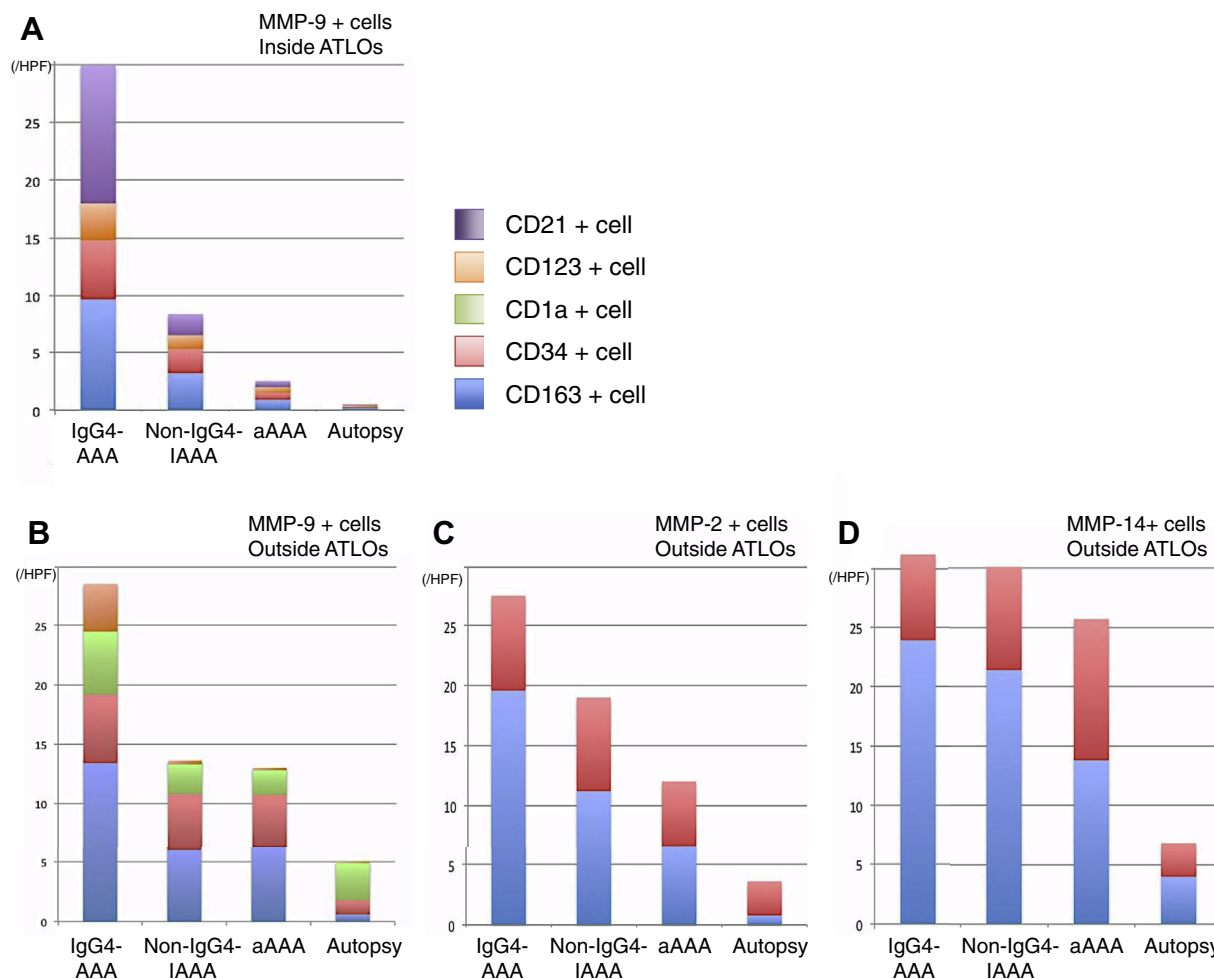 A
MMP-9 + cells
Inside ATLOs
(/HPF)
25
20
15
10
5
0
IgG4-
AAA
Non-IgG4-
IAAA
aAAA
Autopsy
CD21 + cell
CD123 + cell
CD1a + cell
CD34 + cell
CD163 + cell
B
MMP-9 + cells
Outside ATLOs
(/HPF)
25
20
15
10
5
0
IgG4-
AAA
Non-IgG4-
IAAA
aAAA
Autopsy
C
MMP-2 + cells
Outside ATLOs
(/HPF)
25
20
15
10
5
0
IgG4-
AAA
Non-IgG4-
IAAA
aAAA
Autopsy
D
MMP-14+ cells
Outside ATLOs
(/HPF)
25
20
15
10
5
0
IgG4-
AAA
Non-IgG4-
IAAA
aAAA
Autopsy